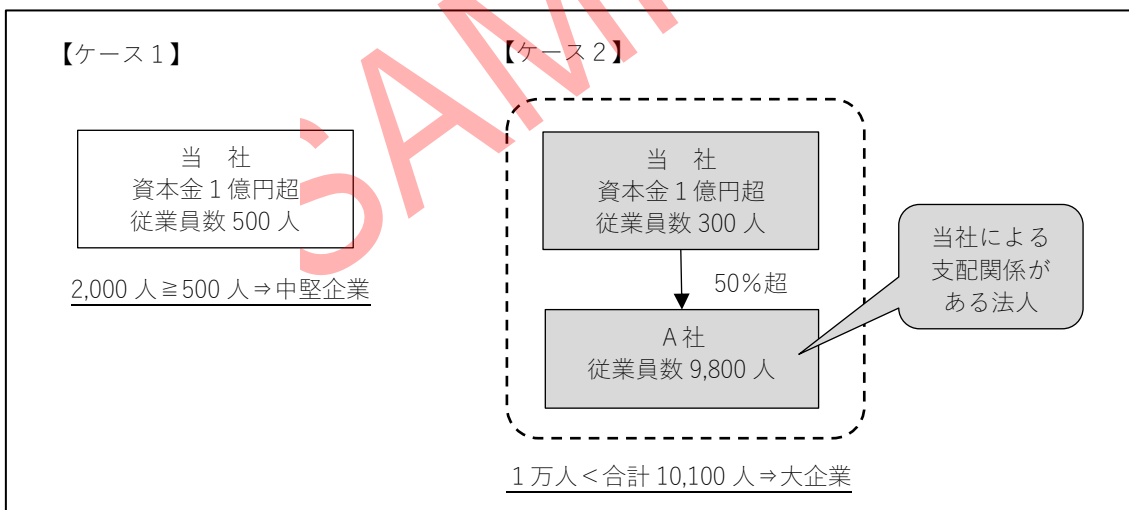 【ケース1】
当　社
資本金1億円超
従業員数 500 人
2,000 人≧500 人⇒中堅企業
【ケース2】
当　社
資本金1億円超
従業員数 300 人
50%超
A社
従業員数 9,800 人
当社による
支配関係が
ある法人
1万人<合計 10,100 人⇒大企業